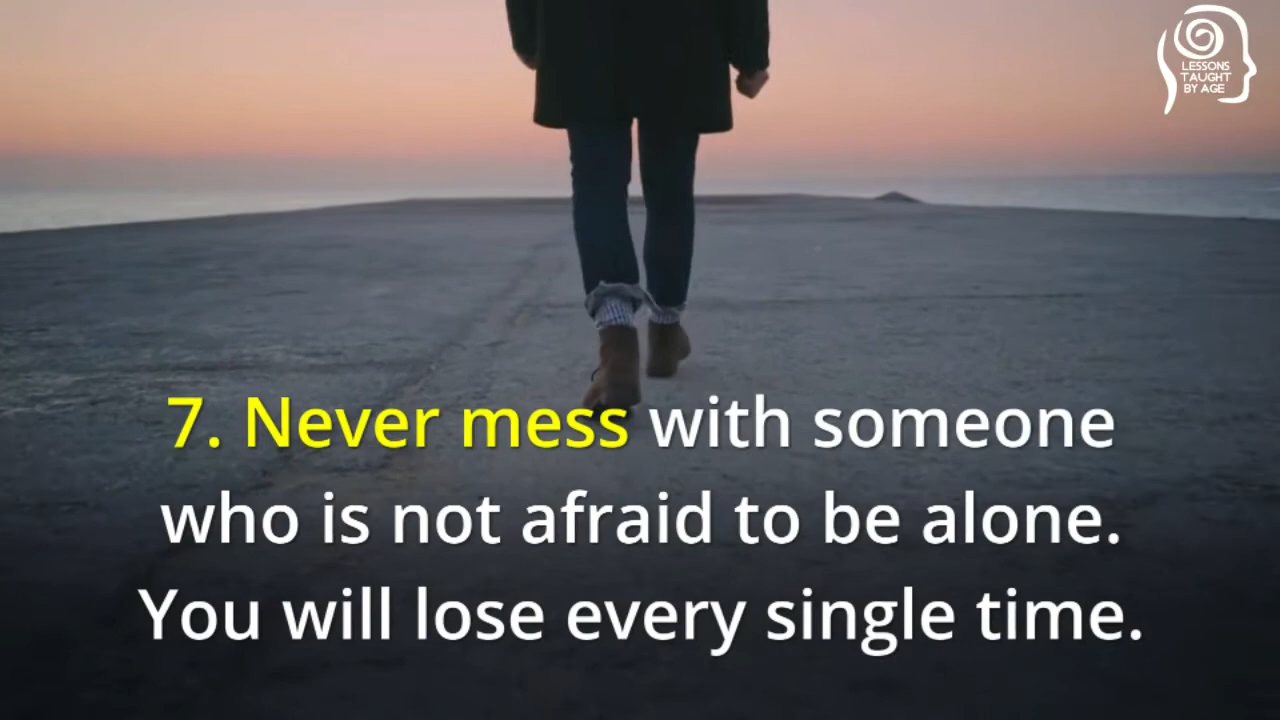 LESSONS
TAUGHT
BY AGE
7. Never mess with someone
who is not afraid to be alone.
You will lose every single time.